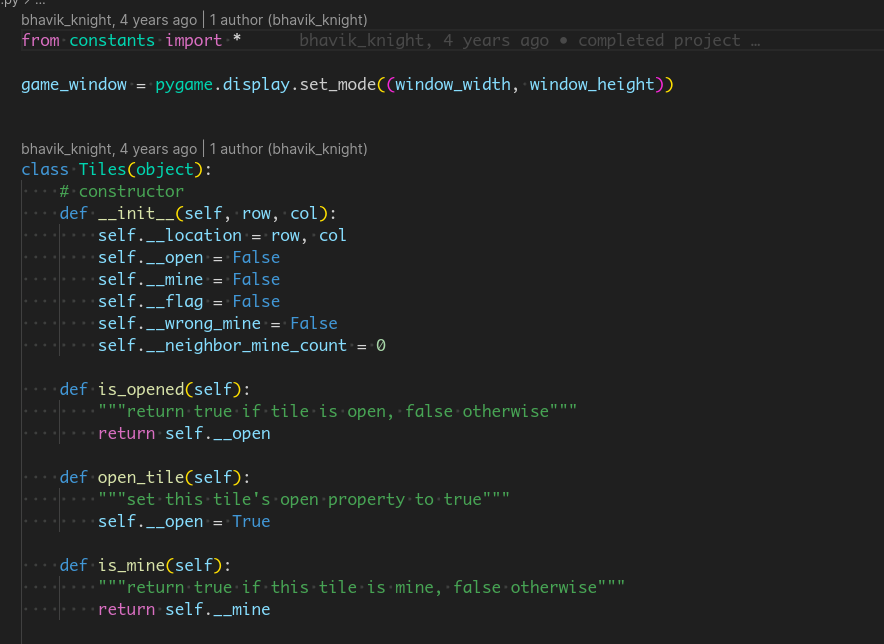 .py > ...
bhavik_knight, 4 years ago | 1 author (bhavik_knight)
from constants import *      bhavik_knight, 4 years ago • completed project …
game_window = pygame.display.set_mode((window_width, window_height))
bhavik_knight, 4 years ago | 1 author (bhavik_knight)
class Tiles(object):
    # constructor
    def __init__(self, row, col):
        self.__location = row, col
        self.__open = False
        self.__mine = False
        self.__flag = False
        self.__wrong_mine = False
        self.__neighbor_mine_count = 0
    def is_opened(self):
        """return true if tile is open, false otherwise"""
        return self.__open
    def open_tile(self):
        """set this tile's open property to true"""
        self.__open = True
    def is_mine(self):
        """return true if this tile is mine, false otherwise"""
        return self.__mine